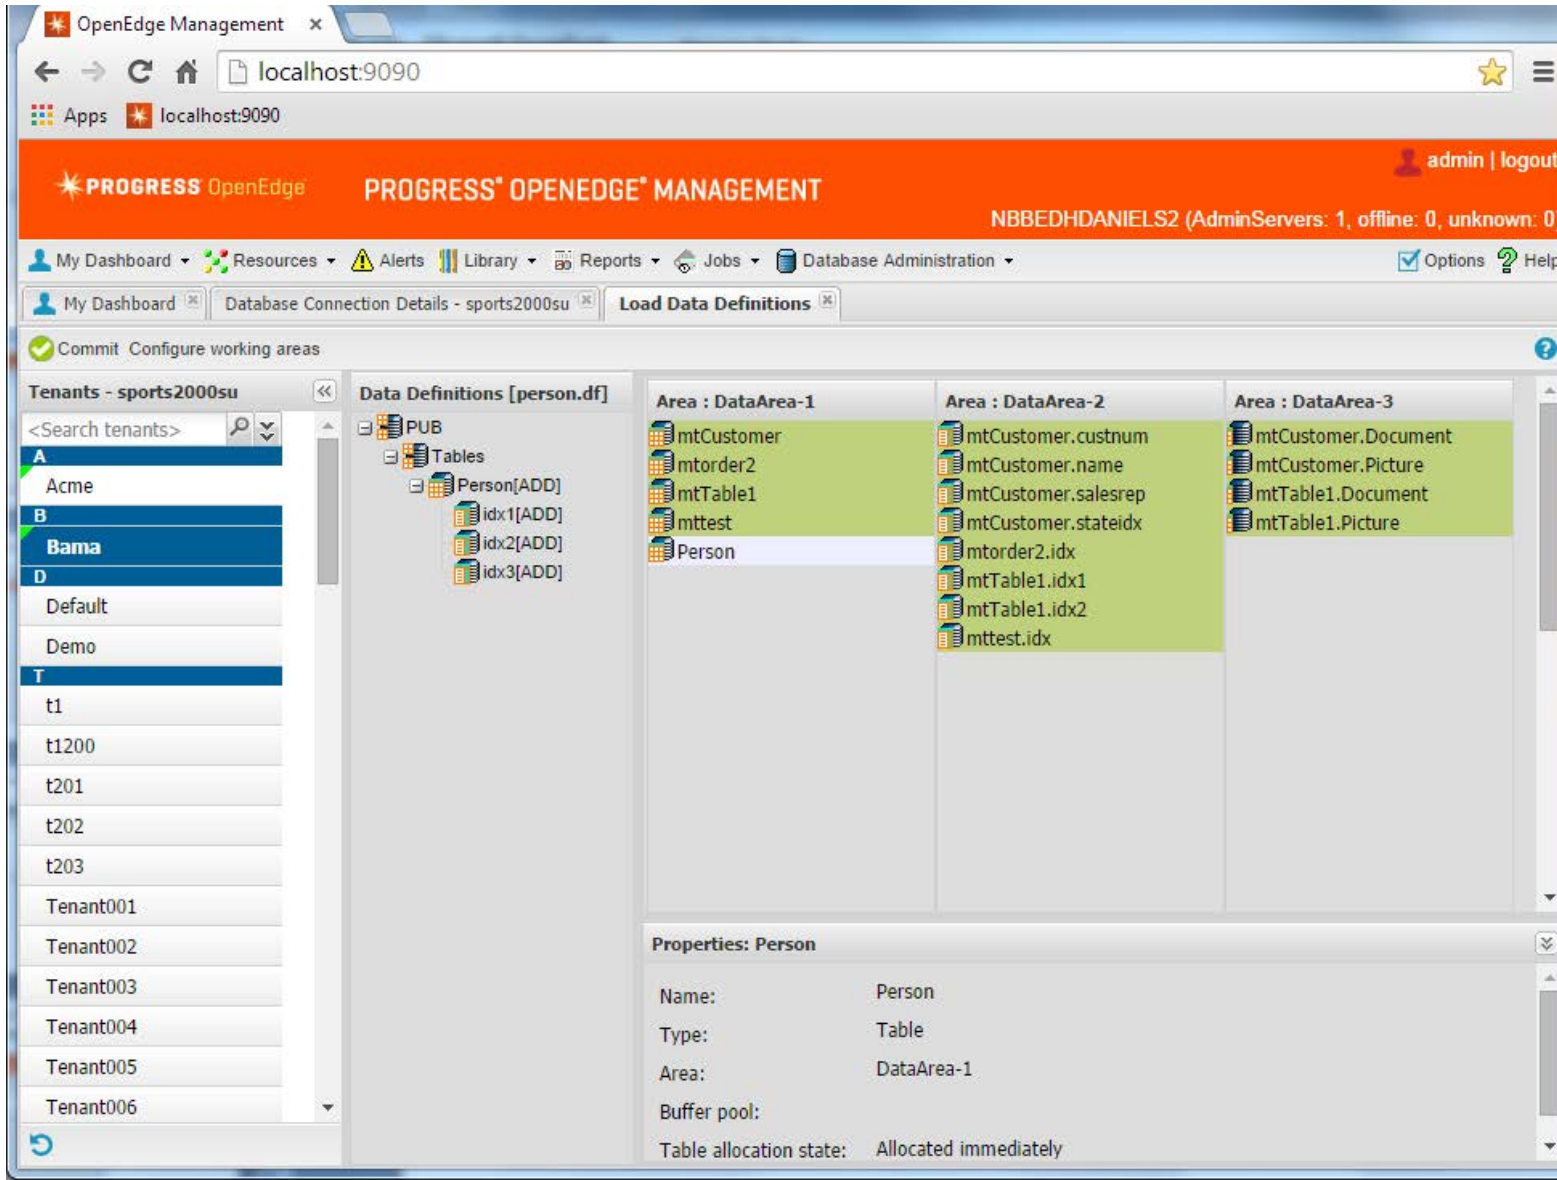 OpenEdge Management ×
localhost:9090
Apps localhost:9090
PROGRESS OpenEdge PROGRESS® OPENEDGE® MANAGEMENT
admin | logout
NBBEDHDANIELS2 (AdminServers: 1, offline: 0, unknown: 0)
My Dashboard Resources Alerts Library Reports Jobs Database Administration Options Help
My Dashboard Database Connection Details - sports2000su Load Data Definitions
Commit Configure working areas
Tenants - sports2000su
<Search tenants>
A
Acme
B
Bama
D
Default
Demo
T
t1
t1200
t201
t202
t203
Tenant001
Tenant002
Tenant003
Tenant004
Tenant005
Tenant006
Data Definitions [person.df]
PUB
Tables
Person[ADD]
idx1[ADD]
idx2[ADD]
idx3[ADD]
Area : DataArea-1
mtCustomer
mtorder2
mtTable1
mttest
Person
Area : DataArea-2
mtCustomer.custnum
mtCustomer.name
mtCustomer.salesrep
mtCustomer.stateidx
mtorder2.idx
mtTable1.idx1
mtTable1.idx2
mttest.idx
Area : DataArea-3
mtCustomer.Document
mtCustomer.Picture
mtTable1.Document
mtTable1.Picture
Properties: Person
Name: Person
Type: Table
Area: DataArea-1
Buffer pool:
Table allocation state: Allocated immediately